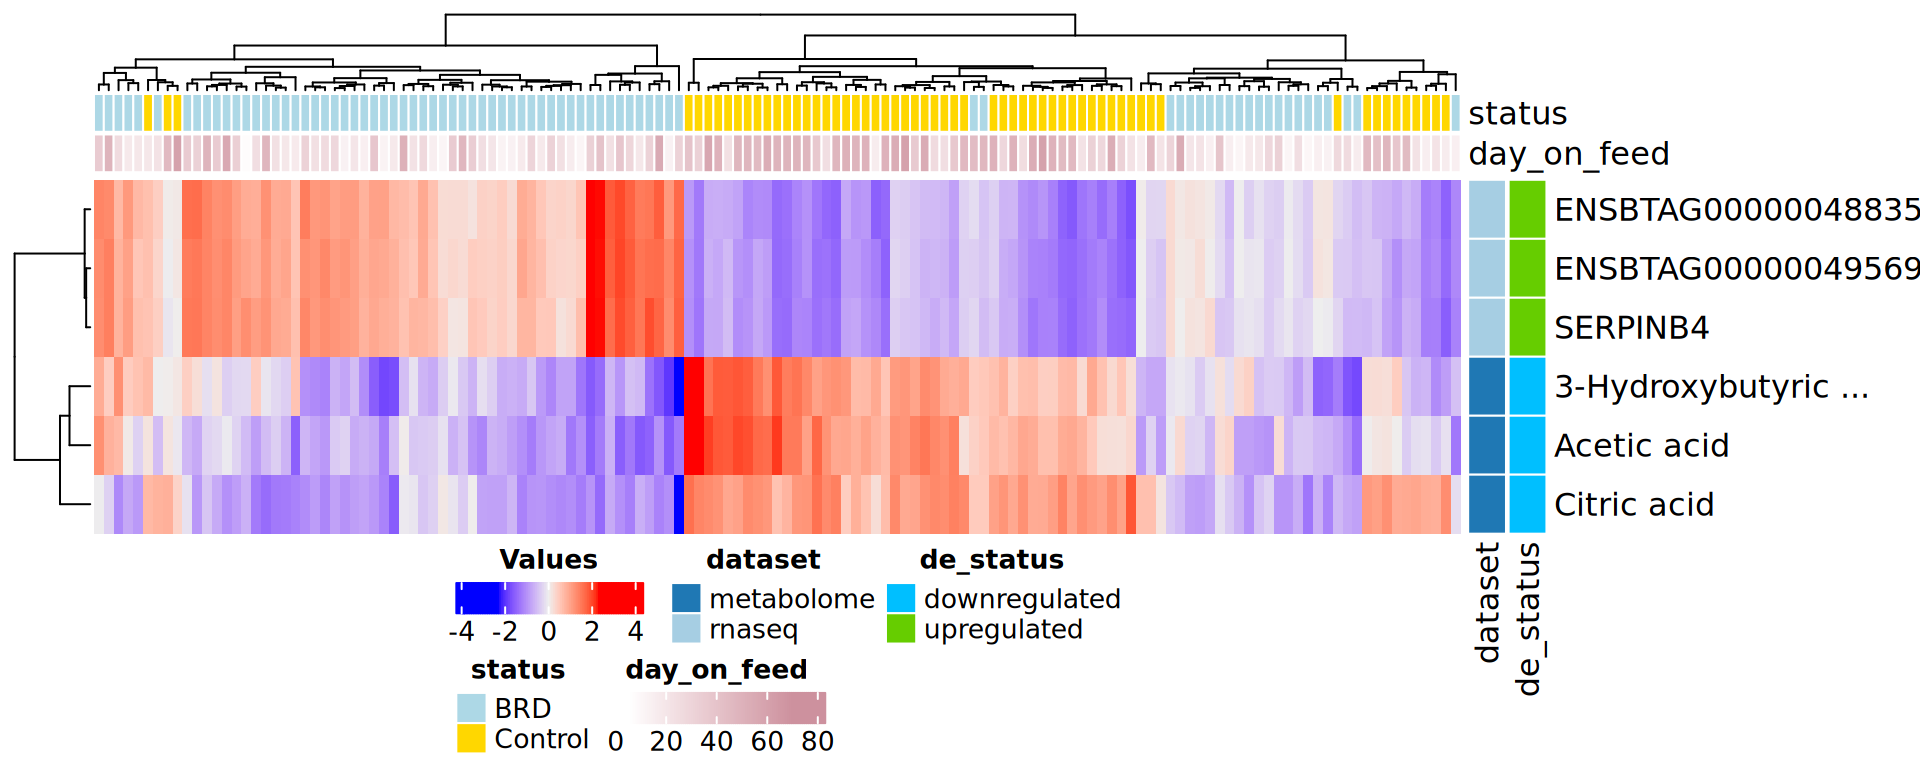 status
day_on_feed
ENSBTAG00000048835
ENSBTAG00000049569
SERPINB4
3-Hydroxybutyric ...
Acetic acid
Citric acid
dataset
de_status
Values
-4 -2 0 2 4
dataset
metabolome
rnaseq
de_status
downregulated
upregulated
status
BRD
Control
day_on_feed
0 20 40 60 80